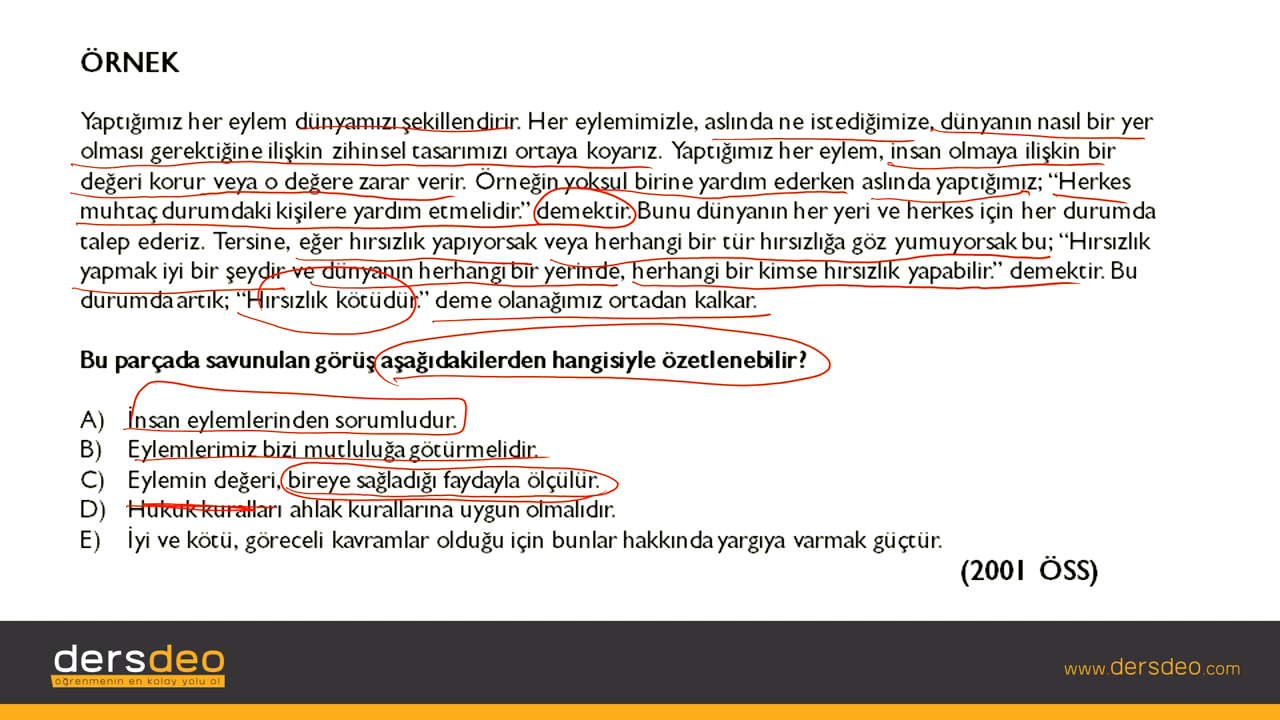 ÖRNEK
Yaptığımız her eylem dünyamızı şekillendirir. Her eylemimizle, aslında ne istediğimize, dünyanın nasıl bir yer
olması gerektiğine ilişkin zihinsel tasarımızı ortaya koyarız. Yaptığımız her eylem, insan olmaya ilişkin bir
değeri korur veya o değere zarar verir. Örneğin yoksul birine yardım ederken aslında yaptığımız; “Herkes
muhtaç durumdaki kişilere yardım etmelidir.” demektir. Bunu dünyanın her yeri ve herkes için her durumda
talep ederiz. Tersine, eğer hırsızlık yapıyorsak veya herhangi bir tür hırsızlığa göz yumuyorsak bu; “Hırsızlık
yapmak iyi bir şeydir ve dünyanın herhangi bir yerinde, herhangi bir kimse hırsızlık yapabilir.” demektir. Bu
durumda artık; “Hırsızlık kötüdür.” deme olanağımız ortadan kalkar.
Bu parçada savunulan görüş aşağıdakilerden hangisiyle özetlenebilir?
A) İnsan eylemlerinden sorumludur.
B) Eylemlerimiz bizi mutluluğa götürmelidir.
C) Eylemin değeri, bireye sağladığı faydayla ölçülür.
D) Hukuk kuralları ahlak kurallarına uygun olmalıdır.
E) İyi ve kötü, göreceli kavramlar olduğu için bunlar hakkında yargıya varmak güçtür.
(2001 ÖSS)
dersdeo
öğrenmenin en kolay yolu o!
www.dersdeo.com